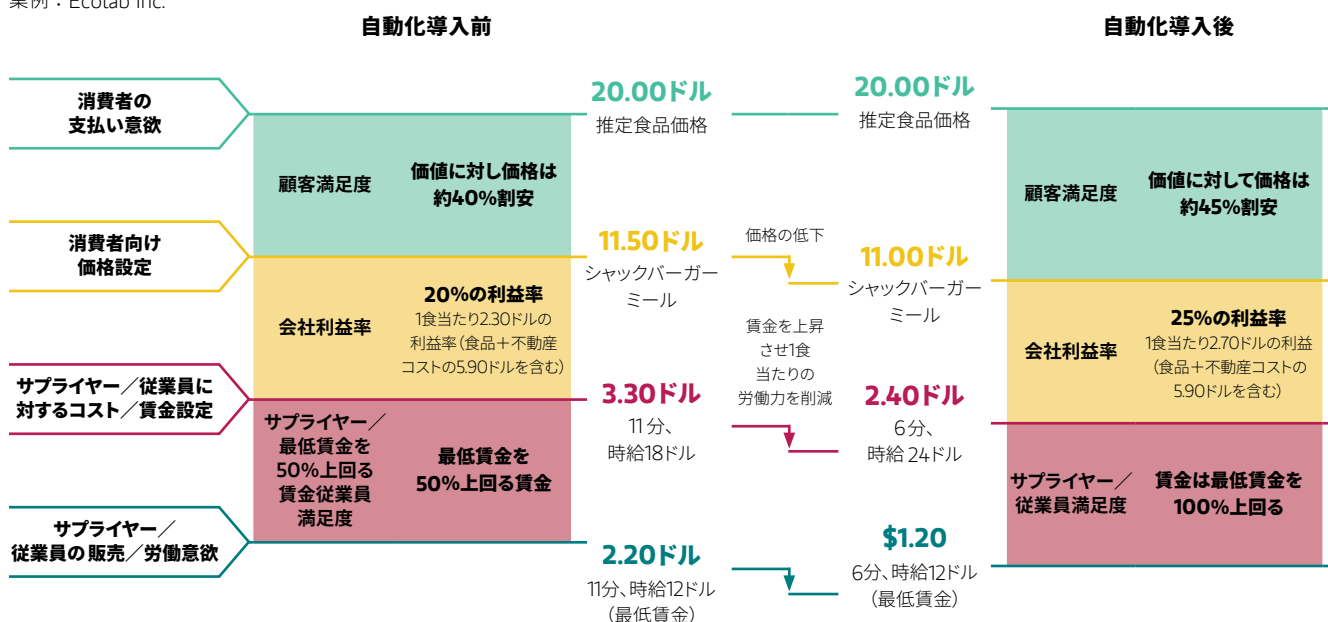 案例：Ecolab Inc.
自動化導入前
自動化導入後
消費者の
支払い意欲
20.00ドル
推定食品価格
20.00ドル
推定食品価格
顧客満足度
価値に対し価格は
約40%割安
顧客満足度
価値に対して価格は
約45%割安
消費者向け
価格設定
11.50ドル
シャックバーガー
ミール
価格の低下
11.00ドル
シャックバーガー
ミール
会社利益率
20%の利益率
1食当たり2.30ドルの
利益率（食品＋不動産
コストの5.90ドルを含む）
賃金を上昇
させ1食
当たりの
労働力を削減
会社利益率
25%の利益率
1食当たり2.70ドルの利益
（食品＋不動産コストの
5.90ドルを含む）
サプライヤー／従業員に
対するコスト／賃金設定
3.30ドル
11分、
時給18ドル
2.40ドル
6分、
時給 24ドル
サプライヤー／
最低賃金を
50%上回る
賃金従業員
満足度
最低賃金を
50%上回る賃金
サプライヤー／
従業員満足度
賃金は最低賃金を
100%上回る
サプライヤー／
従業員の 販売／労働意欲
2.20ドル
11分、時給12ドル
（最低賃金）
$1.20
6分、時給12ドル
（最低賃金）